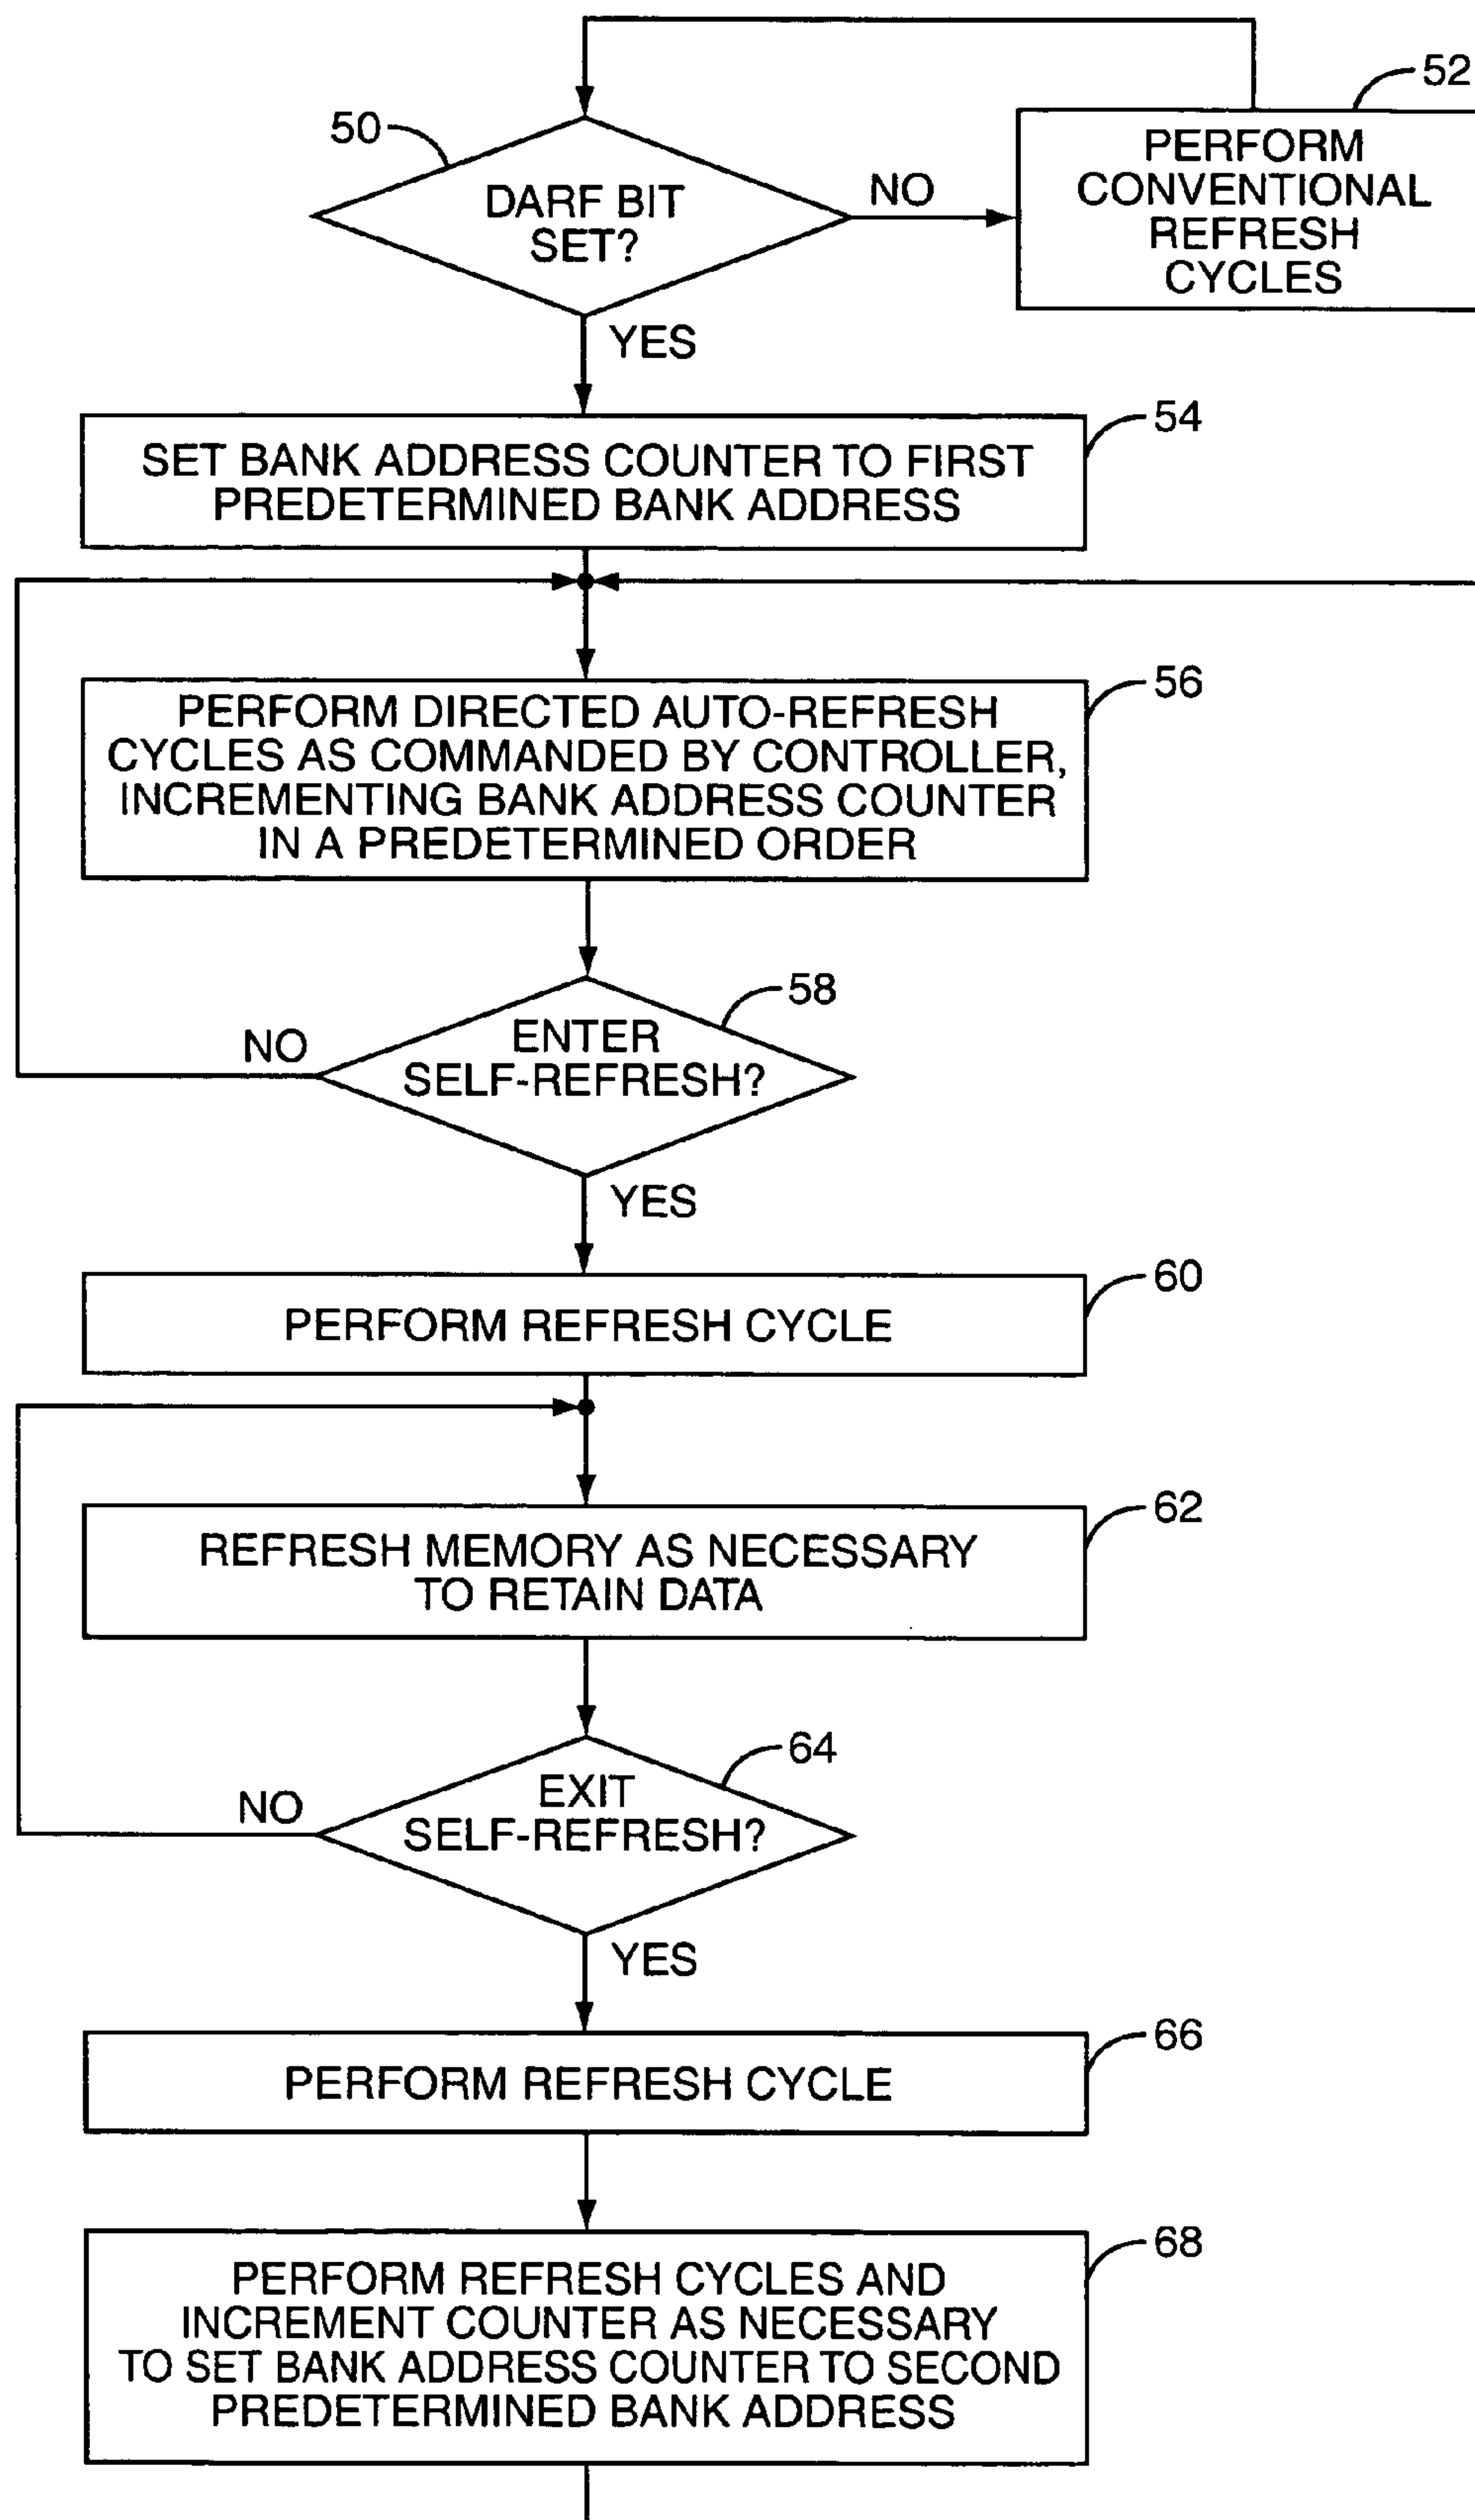 52
50
PERFORM
CONVENTIONAL
REFRESH
CYCLES
DARF BIT
SET?
NO
YES
54
SET BANK ADDRESS COUNTER TO FIRST
PREDETERMINED BANK ADDRESS
56
PERFORM DIRECTED AUTO-REFRESH
CYCLES AS COMMANDED BY CONTROLLER,
INCREMENTING BANK ADDRESS COUNTER
IN A PREDETERMINED ORDER
58
ENTER
SELF-REFRESH?
NO
YES
60
PERFORM REFRESH CYCLE
62
REFRESH MEMORY AS NECESSARY
TO RETAIN DATA
64
EXIT
SELF-REFRESH?
NO
YES
66
PERFORM REFRESH CYCLE
68
PERFORM REFRESH CYCLES AND
INCREMENT COUNTER AS NECESSARY
TO SET BANK ADDRESS COUNTER TO SECOND
PREDETERMINED BANK ADDRESS